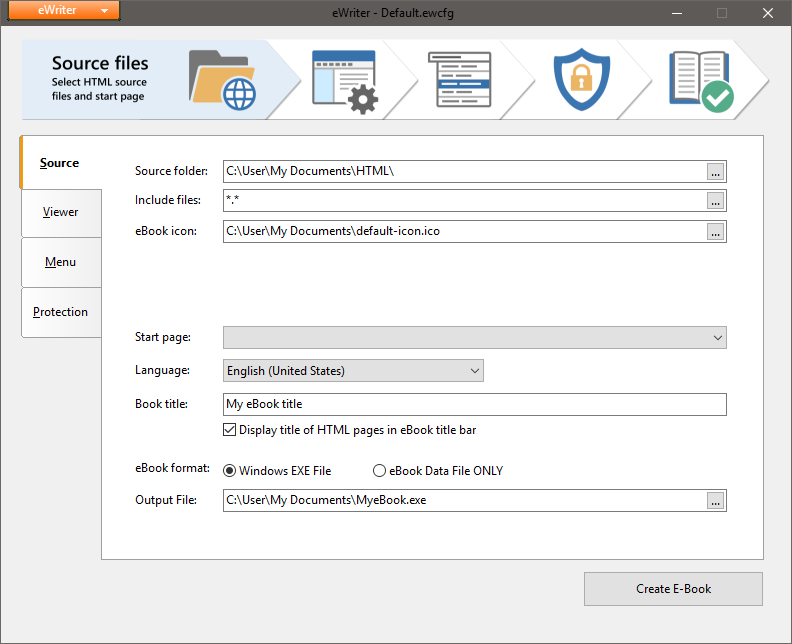 eWriter
eWriter - Default.ewcfg
Source files
Select HTML source
files and start page
Source
Viewer
Menu
Protection
Source folder: C:\User\My Documents\HTML\ ...
Include files: *.* ...
eBook icon: C:\User\My Documents\default-icon.ico ...
Start page:
Language: English (United States)
Book title: My eBook title
Display title of HTML pages in eBook title bar
eBook format: Windows EXE File eBook Data File ONLY
Output File: C:\User\My Documents\MyeBook.exe ...
Create E-Book